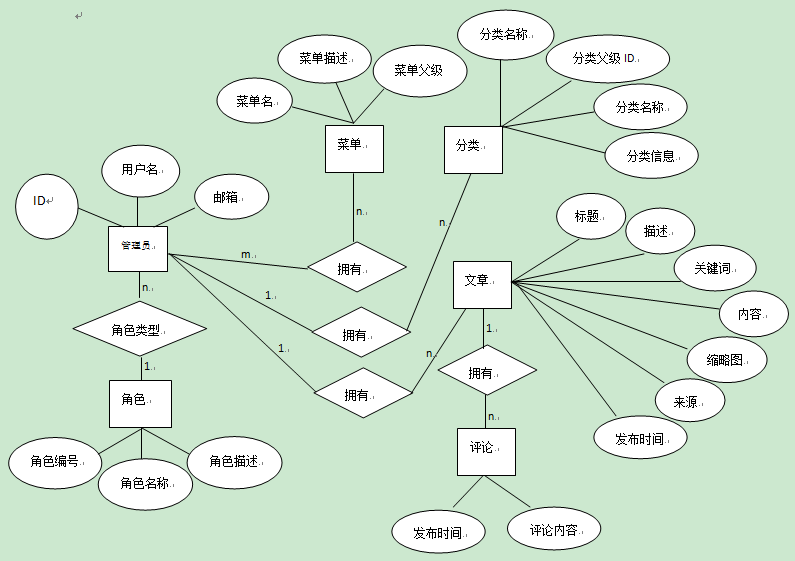 分类名称
菜单描述
分类父级 ID
菜单父级
菜单名
分类名称
菜单
分类
分类信息
用户名
ID
邮箱
标题
n
n
描述
管理员
m
拥有
关键词
文章
n
1
内容
角色类型
拥有
1
1
n
缩略图
1
拥有
角色
拥有
来源
n
发布时间
评论
角色编号
角色描述
角色名称
发布时间
评论内容